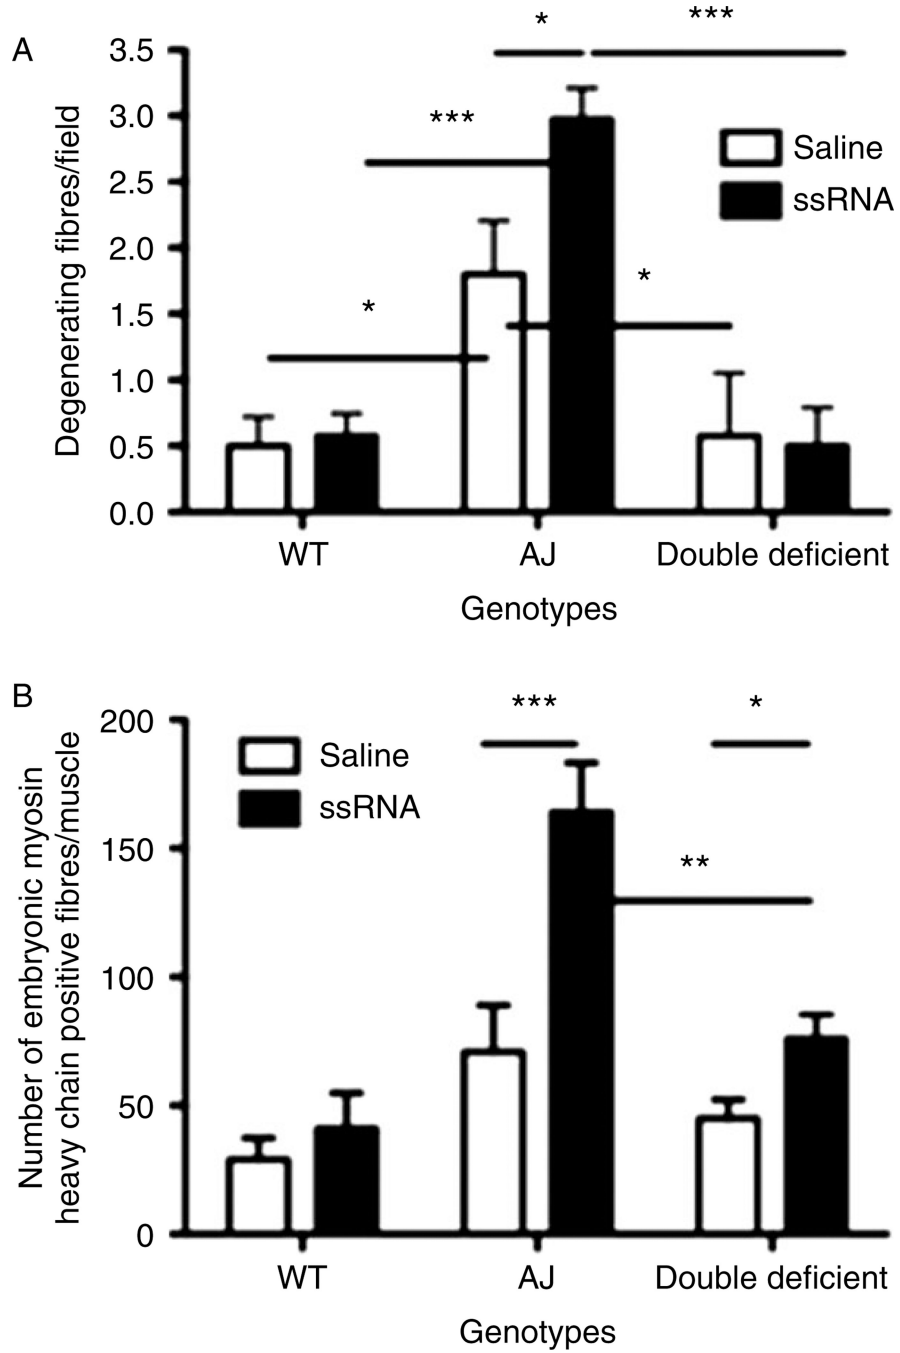 A
*
***
3.5
3.0
***
Saline
2.5
ssRNA
2.0
*
1.5
*
1.0
0.5
0.0
Degenerating fibres/field
WT
AJ
Double deficient
Genotypes
B
***
*
200
Saline
ssRNA
150
**
100
50
0
Number of embryonic myosin
heavy chain positive fibres/muscle
WT
AJ
Double deficient
Genotypes